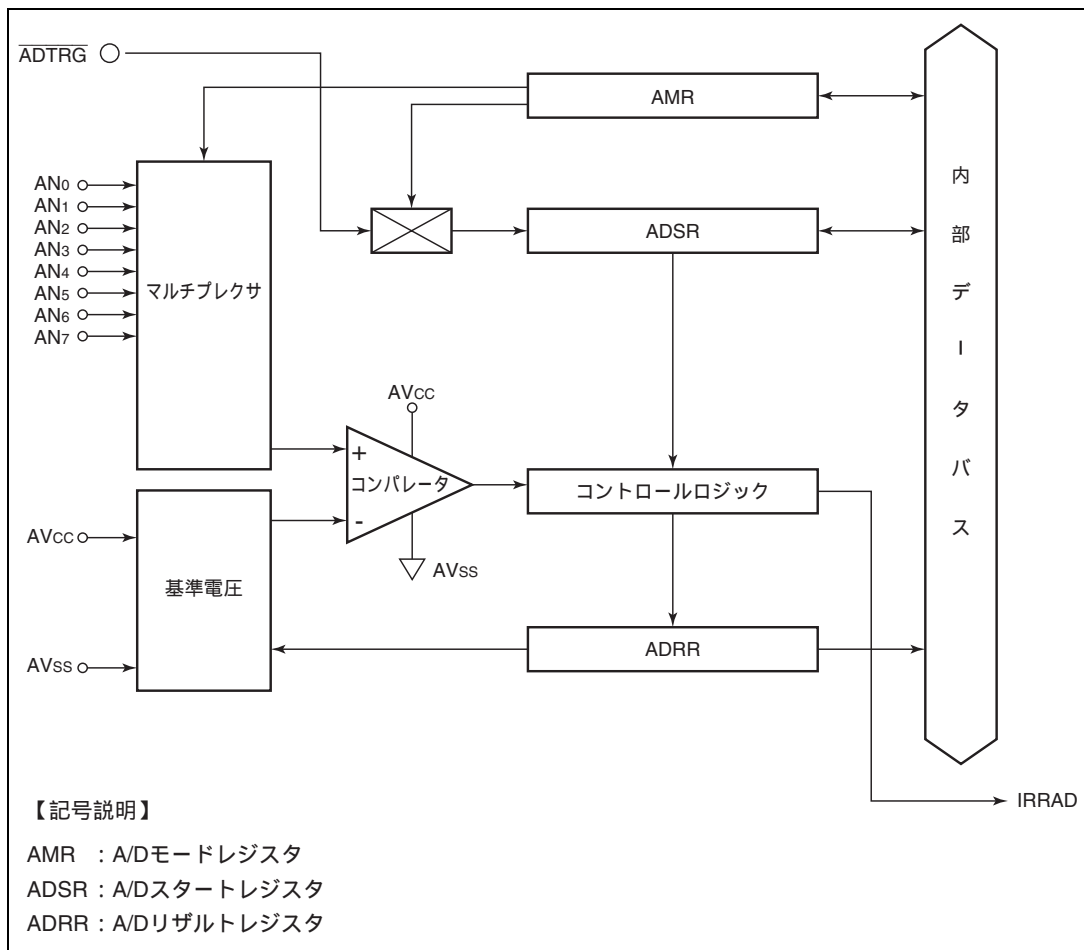 ADTRG
AMR
AN0
AN1
AN2
AN3
AN4
AN5
AN6
AN7
マルチプレクサ
ADSR
内部データバス
AVCC
+
コンパレータ
-
AVSS
コントロールロジック
AVCC
基準電圧
AVSS
ADRR
IRRAD
【記号説明】
AMR : A/Dモードレジスタ
ADSR : A/Dスタートレジスタ
ADRR : A/Dリザルトレジスタ